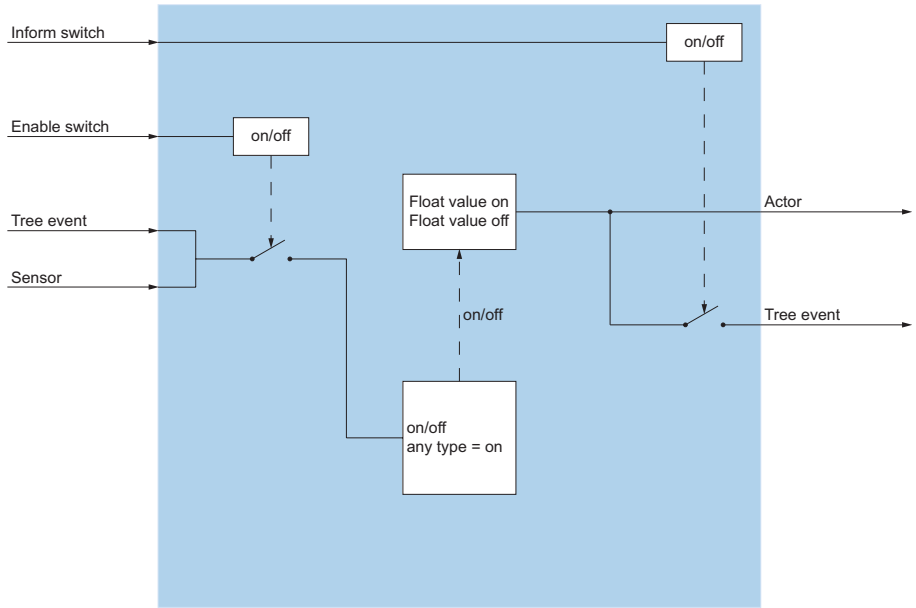 Inform switch
on/off
Enable switch
on/off
Tree event
Sensor
Float value on
Float value off
Actor
on/off
Tree event
on/off
any type = on